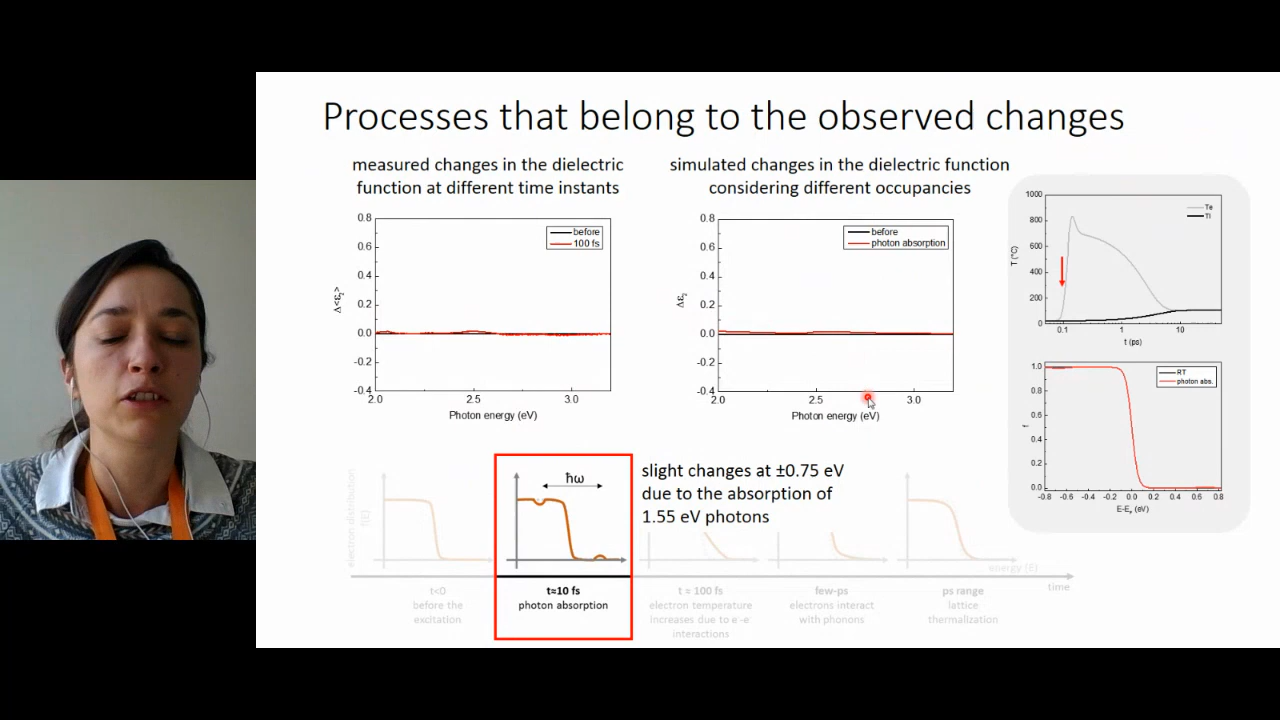 Processes that belong to the observed changes
measured changes in the dielectric
function at different time instants
simulated changes in the dielectric function
considering different occupancies
0.8
0.6
0.4
0.2
0.0
-0.2
-0.4
2.0
2.5
3.0
before
100 fs
Δ<ε₂>
Photon energy (eV)
0.8
0.6
0.4
0.2
0.0
-0.2
-0.4
2.0
2.5
3.0
before
photon absorption
Δε₂
Photon energy (eV)
1000
800
600
400
200
0
0.1
1
10
Te
Tl
T (°C)
t (ps)
1.0
0.8
0.6
0.4
0.2
0.0
-0.8 -0.6 -0.4 -0.2 0.0 0.2 0.4 0.6 0.8
RT
photon abs.
f
E-EF (eV)
electron distribution
f(E)
ħω
slight changes at ±0.75 eV
due to the absorption of
1.55 eV photons
energy (E)
time
t<0
before the
excitation
t≈10 fs
photon absorption
t ≈ 100 fs
electron temperature
increases due to e⁻-e⁻
interactions
few-ps
electrons interact
with phonons
ps range
lattice
thermalization